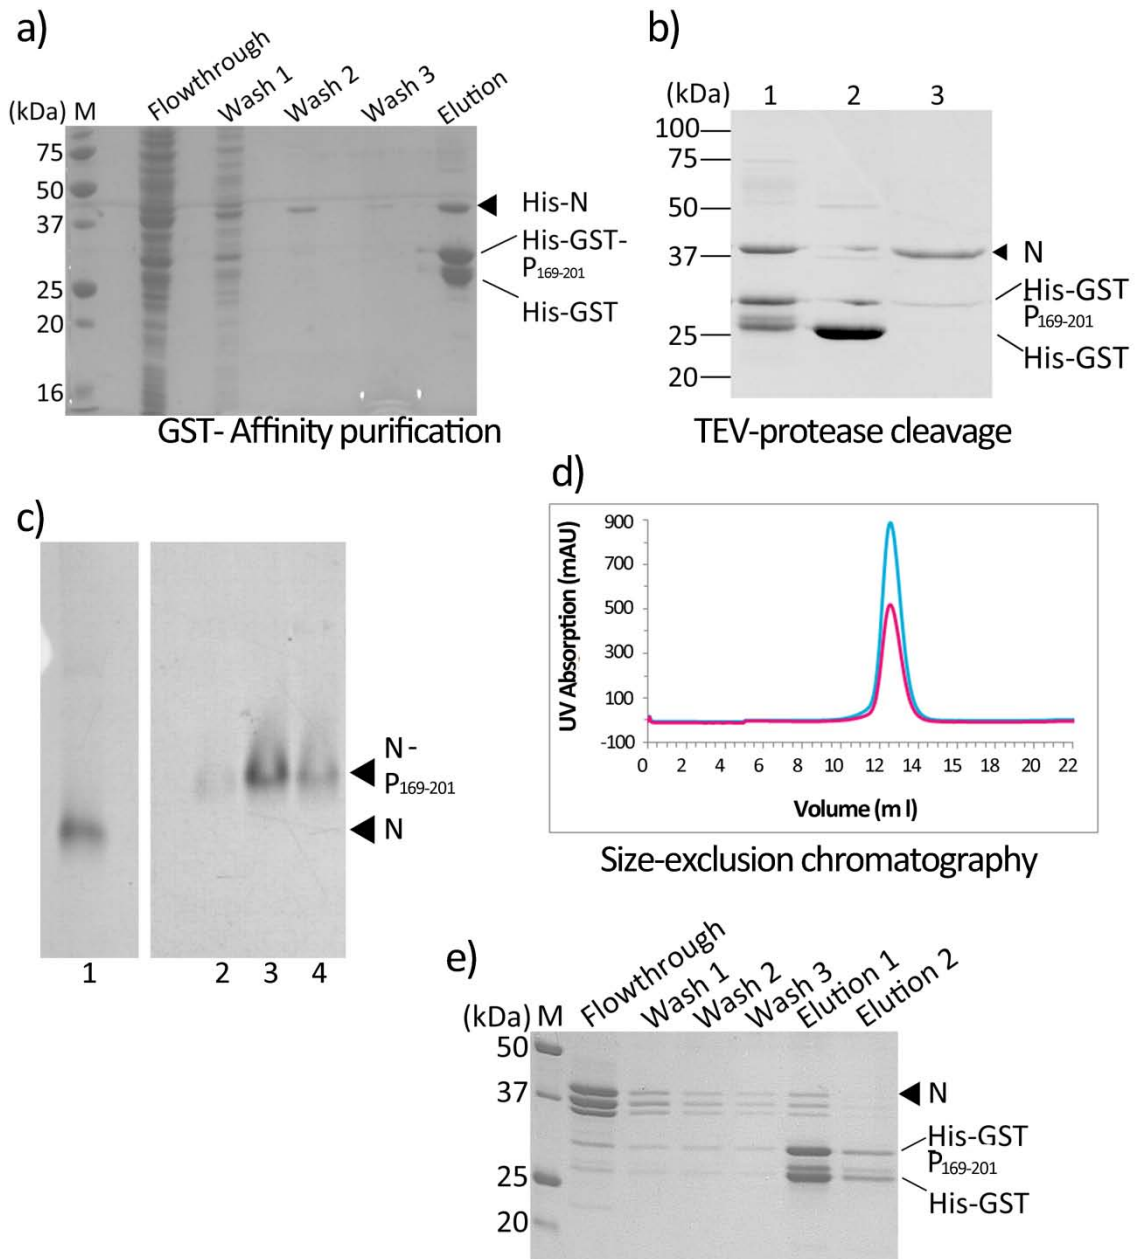 a)
Flowthrough
Wash 1
Wash 2
Wash 3
Elution
(kDa) M
75
50
37
25
20
16
His-N
His-GST-
P169-201
His-GST
GST- Affinity purification
b)
(kDa) 1 2 3
100
75
50
37
25
20
N
His-GST
P169-201
His-GST
TEV-protease cleavage
c)
N -
P169-201
N
1 2 3 4
d)
UV Absorption (mAU)
900
700
500
300
100
-100
0 2 4 6 8 10 12 14 16 18 20 22
Volume (m l)
Size-exclusion chromatography
e)
Flowthrough
Wash 1
Wash 2
Wash 3
Elution 1
Elution 2
(kDa) M
50
37
25
20
N
His-GST
P169-201
His-GST